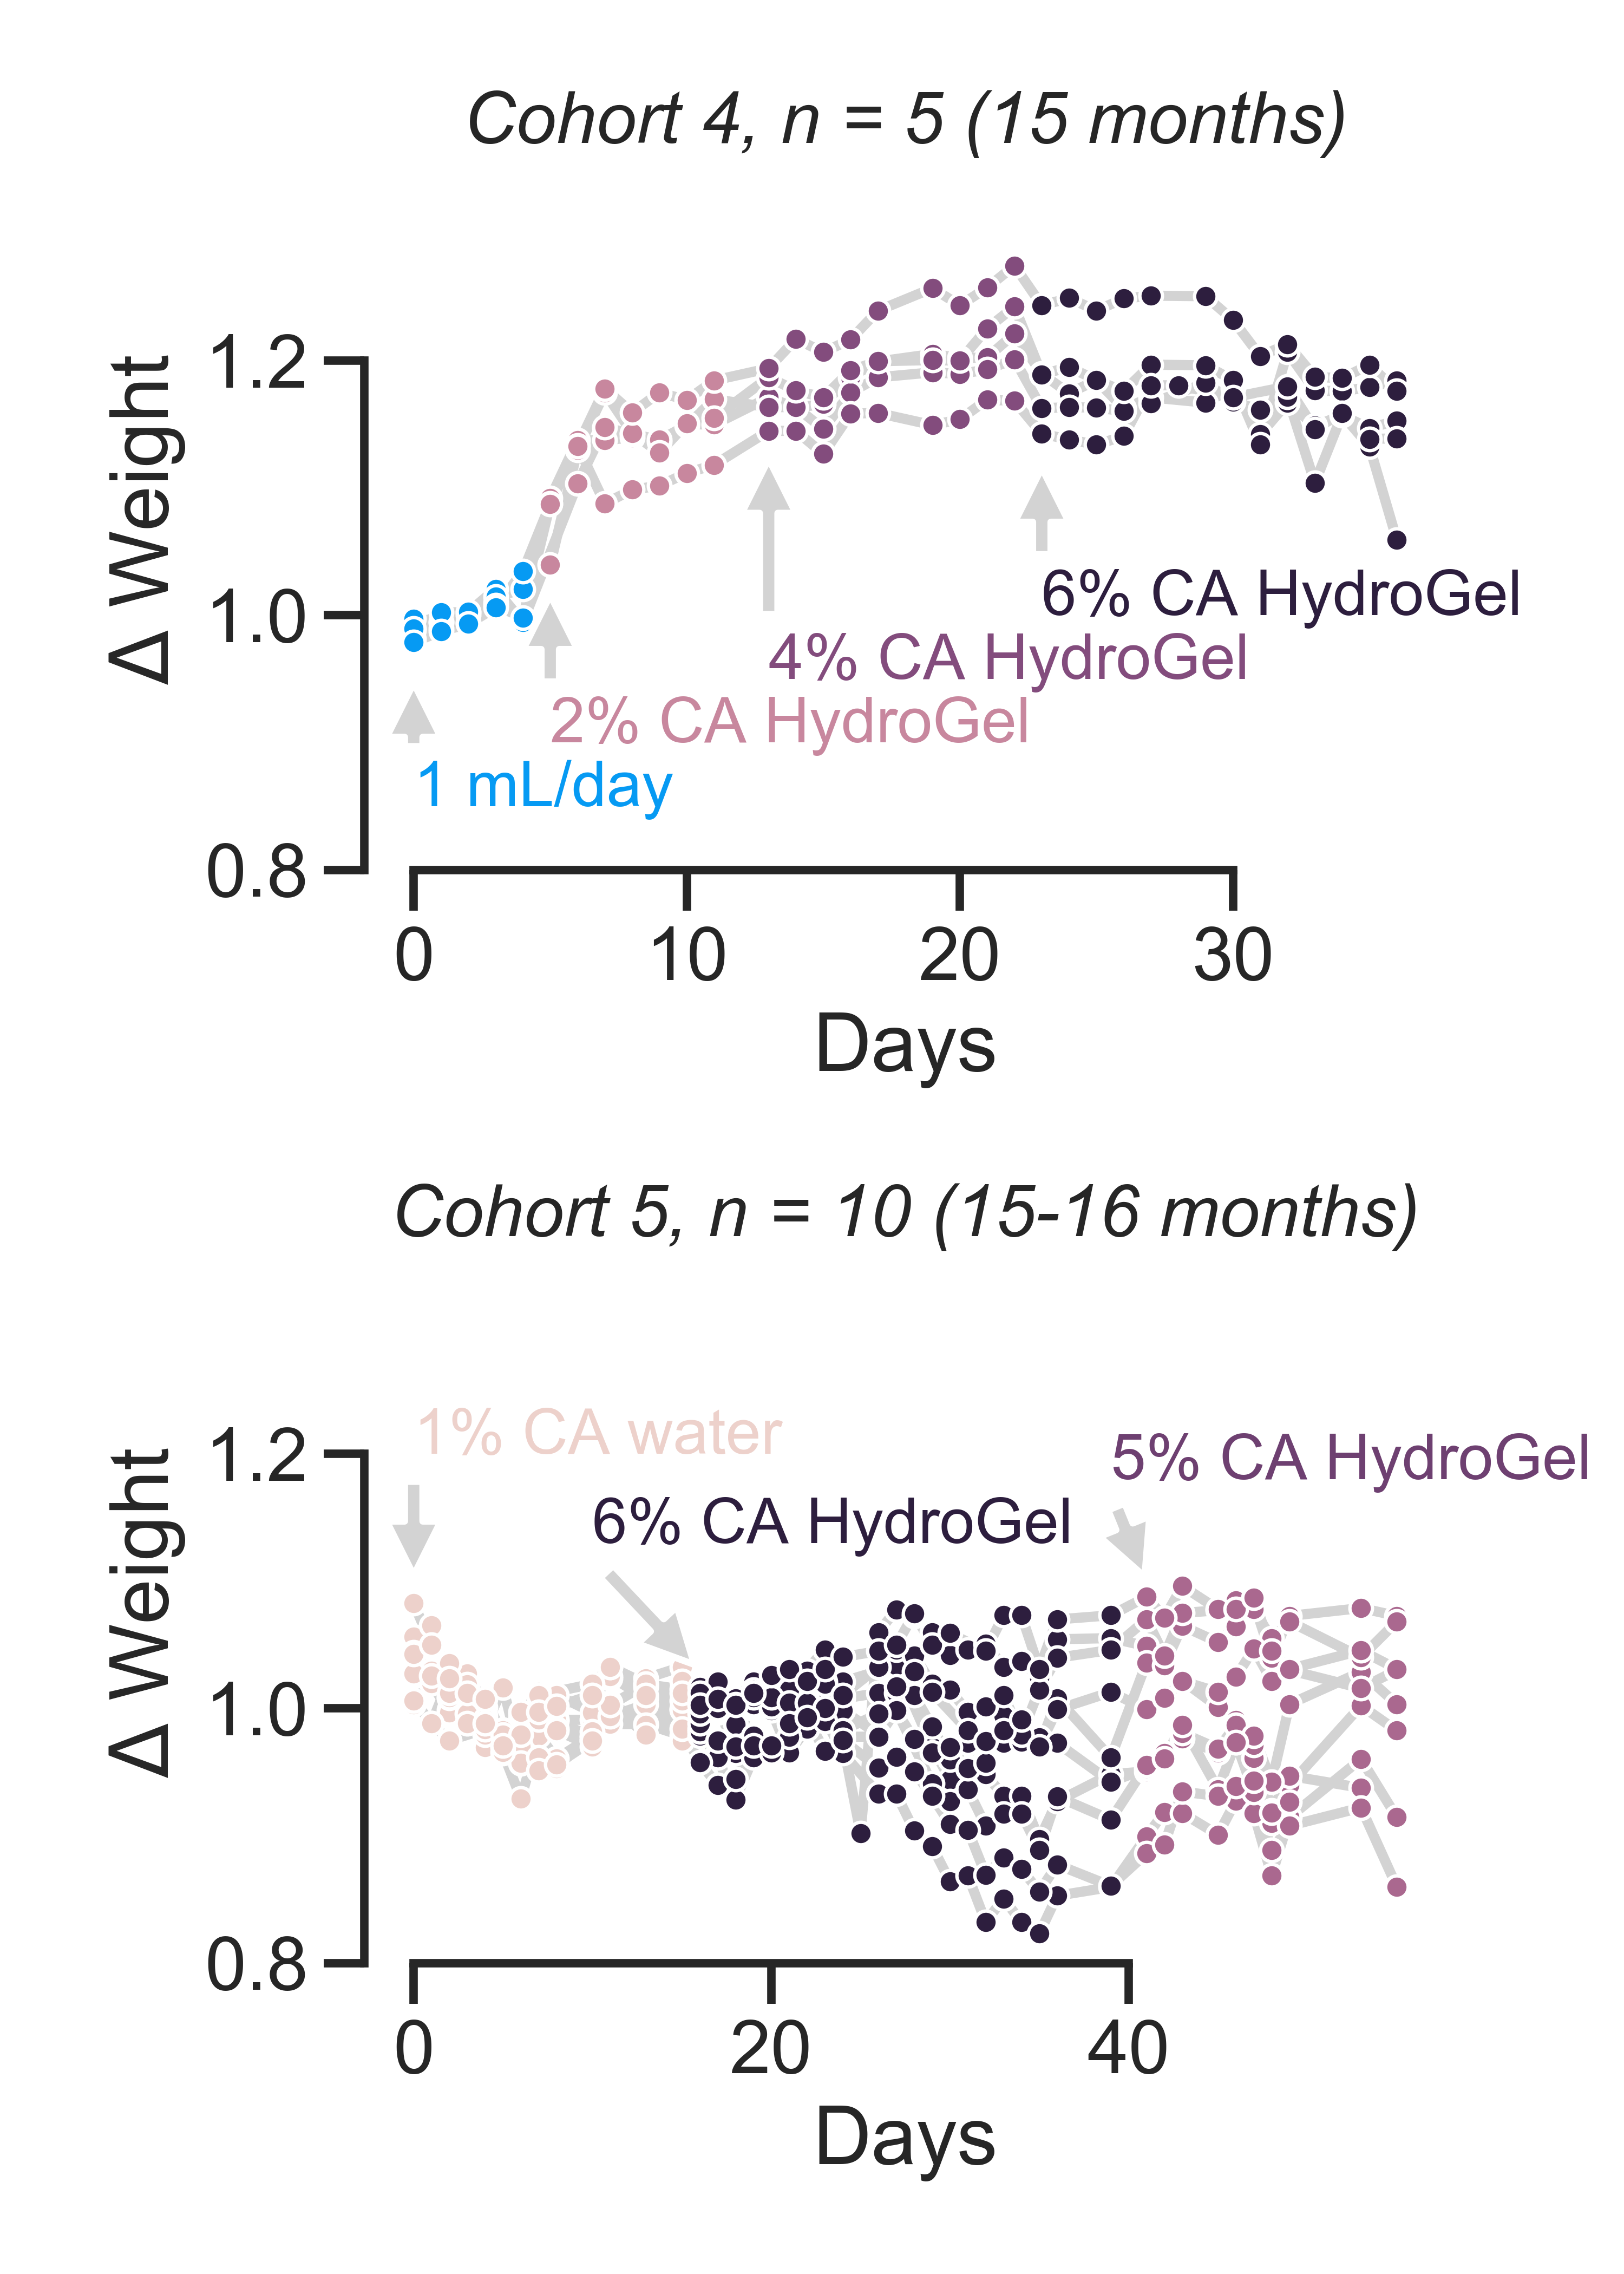 Cohort 4, n = 5 (15 months)
Δ Weight
1.2
1.0
0.8
6% CA HydroGel
4% CA HydroGel
2% CA HydroGel
1 mL/day
0 10 20 30
Days
Cohort 5, n = 10 (15-16 months)
Δ Weight
1.2
1.0
0.8
1% CA water
5% CA HydroGel
6% CA HydroGel
0 20 40
Days